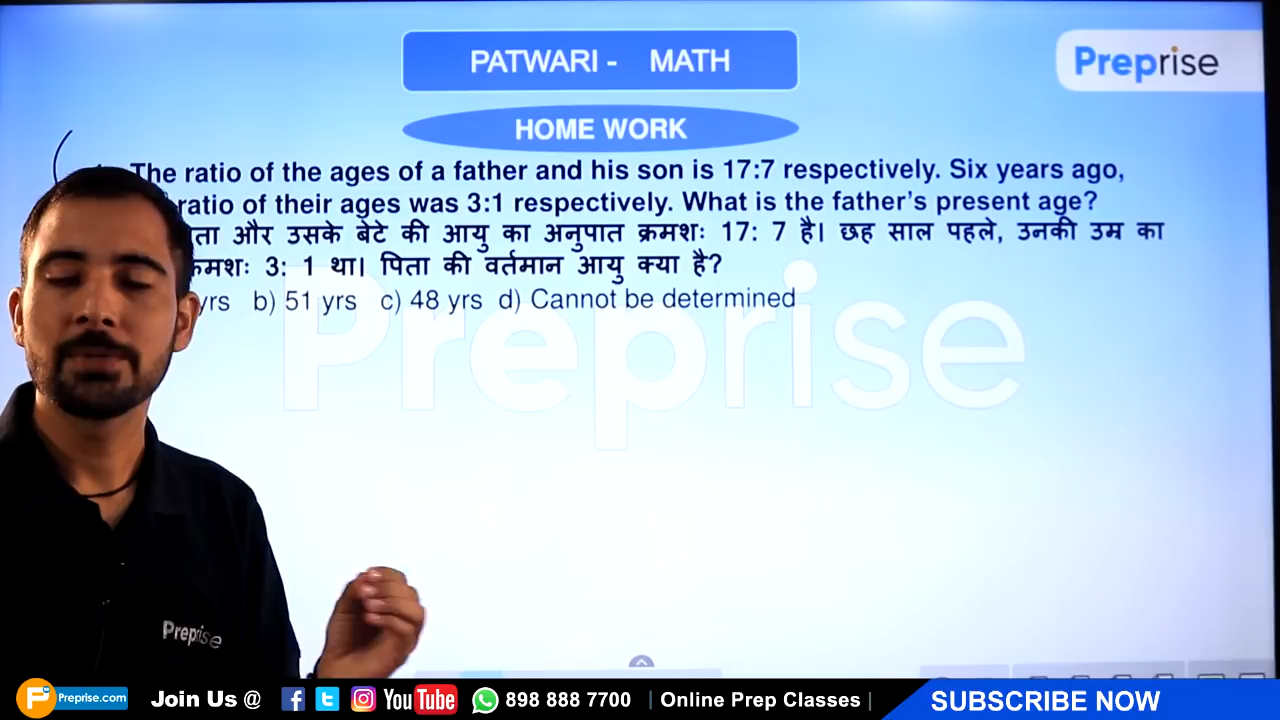 PATWARI - MATH
Preprise
HOME WORK
The ratio of the ages of a father and his son is 17:7 respectively. Six years ago,
ratio of their ages was 3:1 respectively. What is the father's present age?
और उसके बेटे की आयु का अनुपात क्रमशः 17: 7 है। छह साल पहले, उनकी उम्र का
3: 1 था। पिता की वर्तमान आयु क्या है?
yrs b) 51 yrs c) 48 yrs d) Cannot be determined
Preprise
Preprise
Preprise.com Join Us @ You Tube 898 888 7700 | Online Prep Classes | SUBSCRIBE NOW